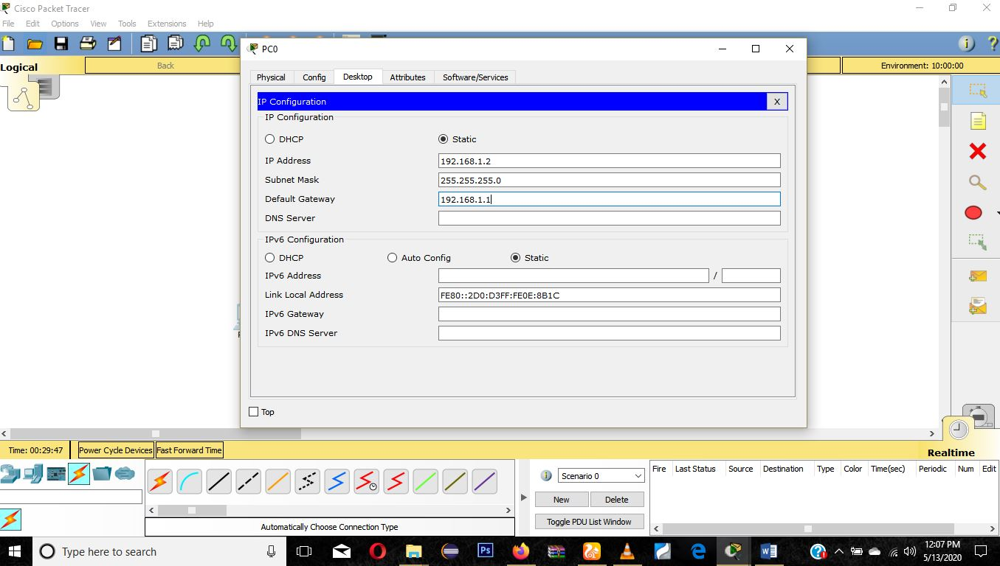 Cisco Packet Tracer
File Edit Options View Tools Extensions Help
Logical
Back
Environment: 10:00:00
PC0
Physical Config Desktop Attributes Software/Services
IP Configuration
X
IP Configuration
DHCP Static
IP Address 192.168.1.2
Subnet Mask 255.255.255.0
Default Gateway 192.168.1.1
DNS Server
IPv6 Configuration
DHCP Auto Config Static
IPv6 Address /
Link Local Address FE80::2D0:D3FF:FE0E:8B1C
IPv6 Gateway
IPv6 DNS Server
Top
Time: 00:29:47 Power Cycle Devices Fast Forward Time
Realtime
Scenario 0
New Delete
Toggle PDU List Window
Fire Last Status Source Destination Type Color Time(sec) Periodic Num Edit
Automatically Choose Connection Type
Type here to search
Ps
12:07 PM
5/13/2020